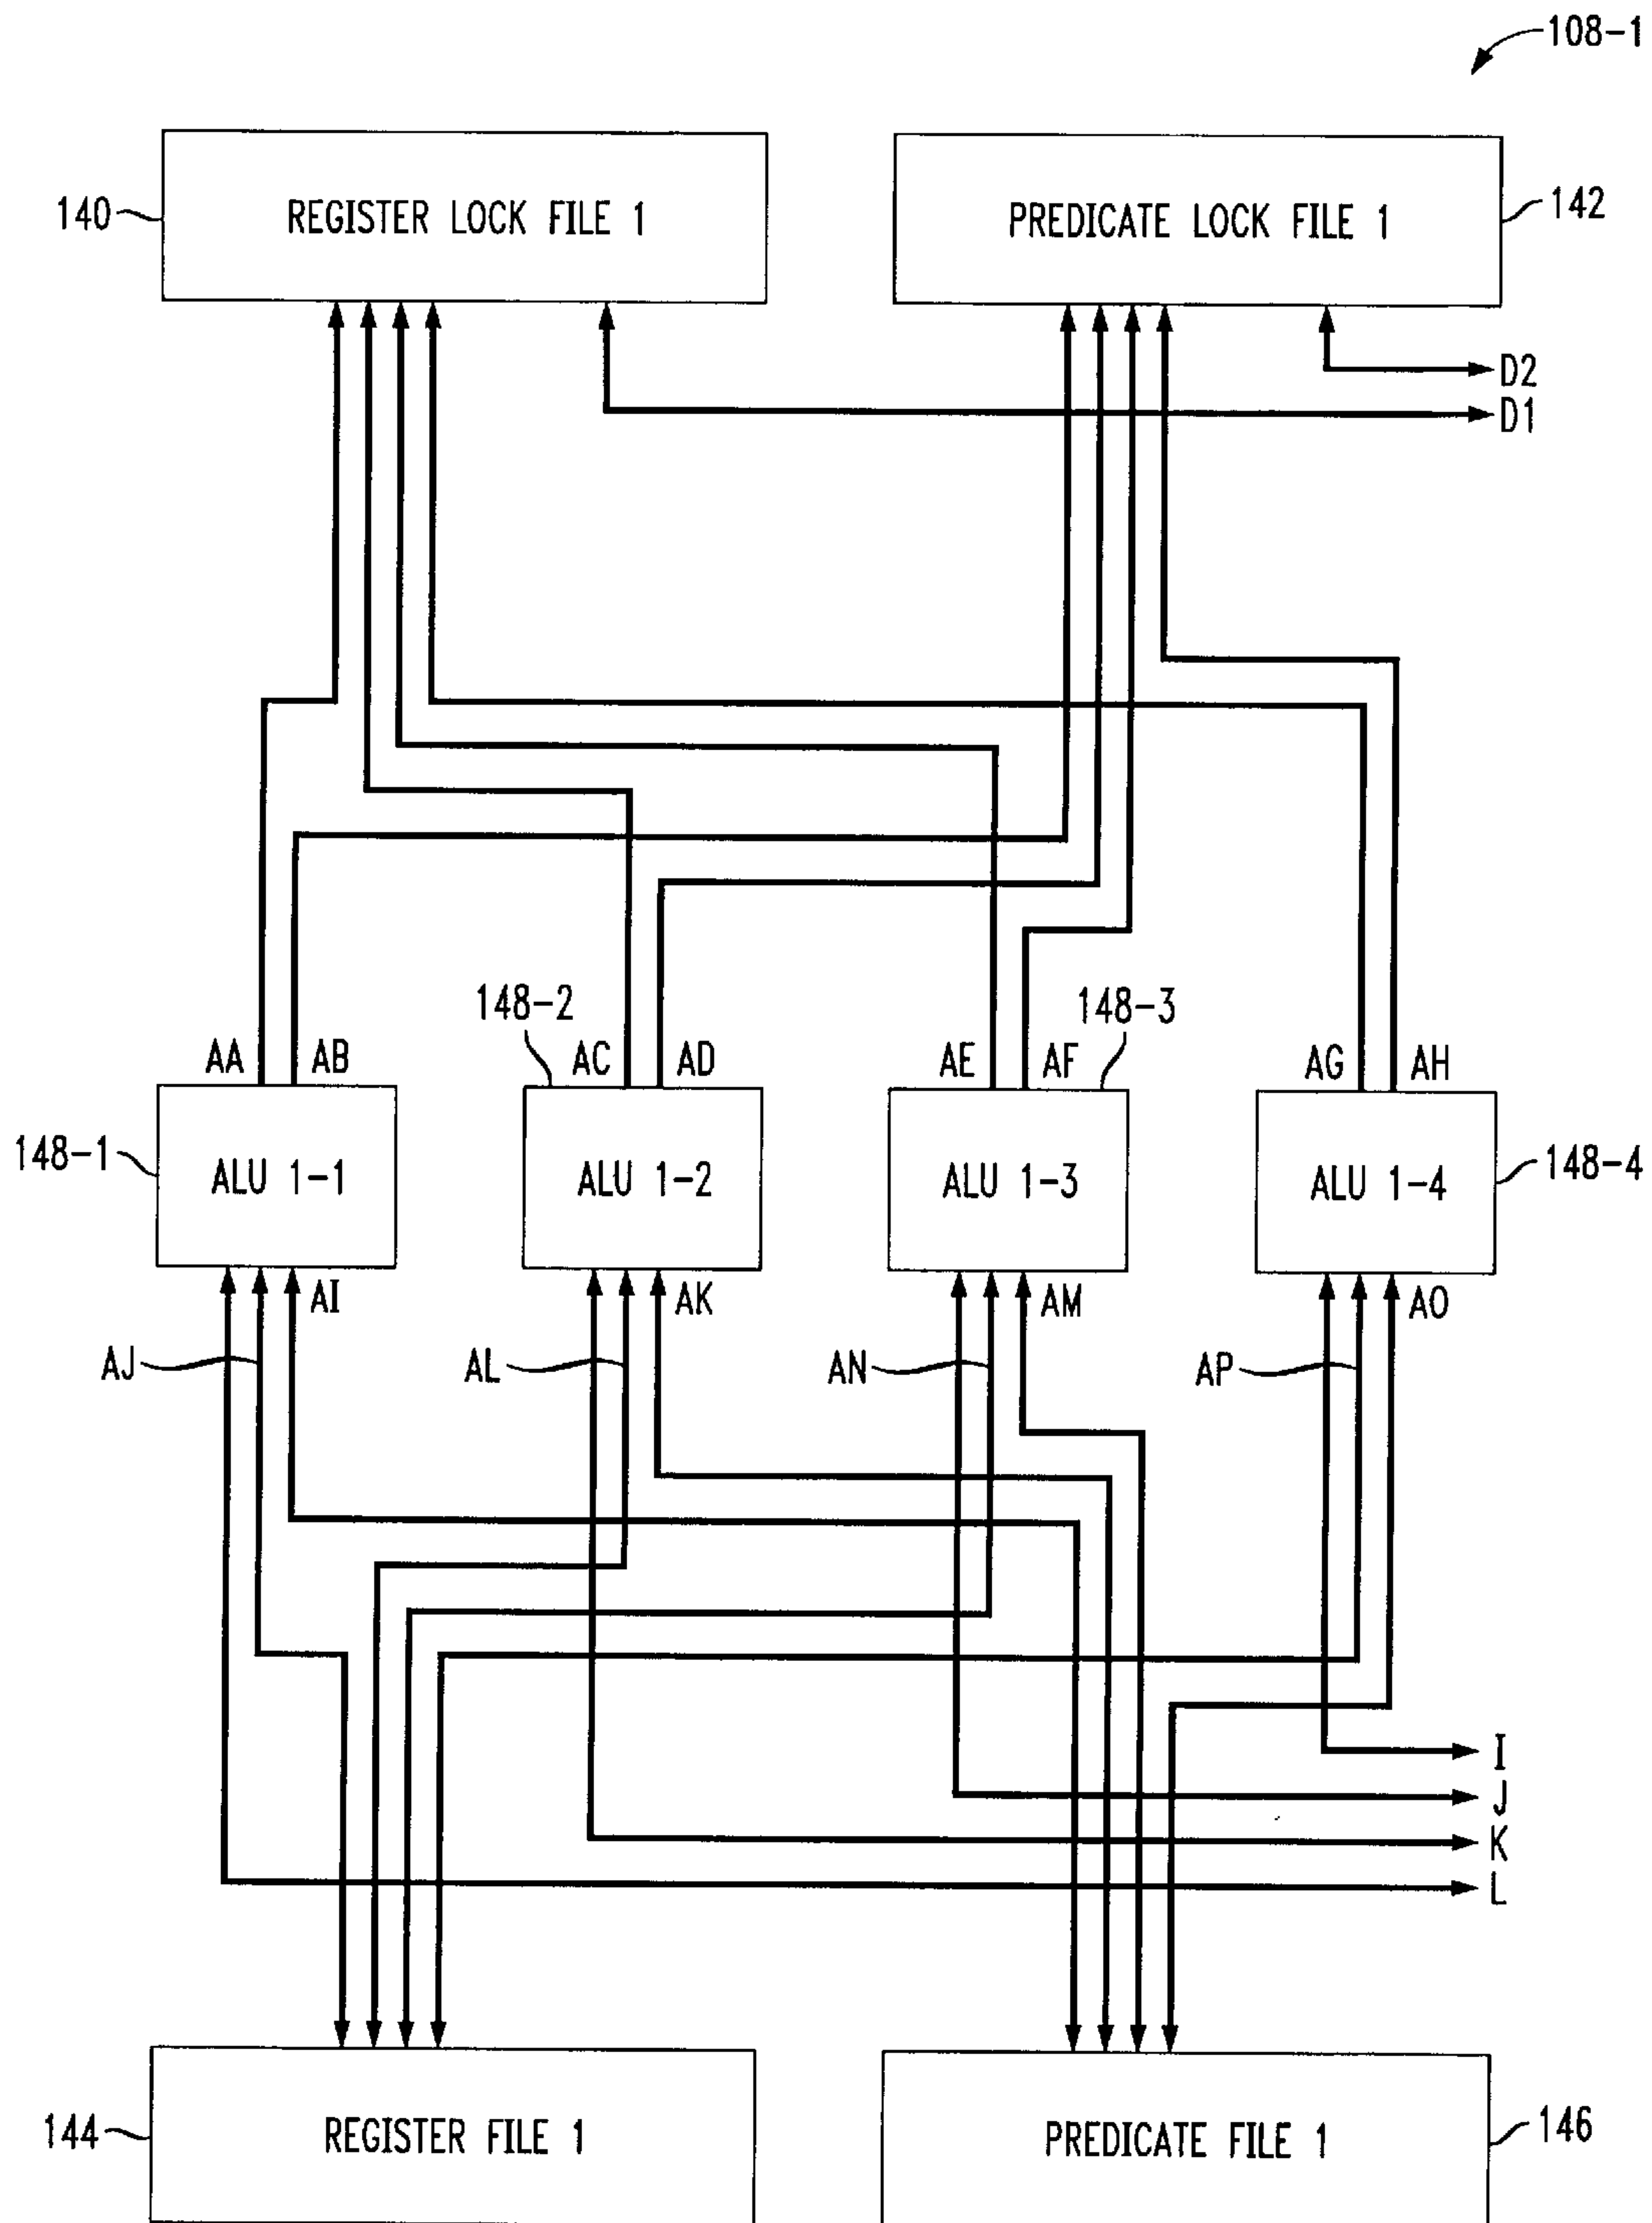 108-1
140
REGISTER LOCK FILE 1
PREDICATE LOCK FILE 1
142
D2
D1
148-2
148-3
AA
AB
AC
AD
AE
AF
AG
AH
148-1
ALU 1-1
ALU 1-2
ALU 1-3
ALU 1-4
148-4
AI
AK
AM
AO
AJ
AL
AN
AP
I
J
K
L
144
REGISTER FILE 1
PREDICATE FILE 1
146